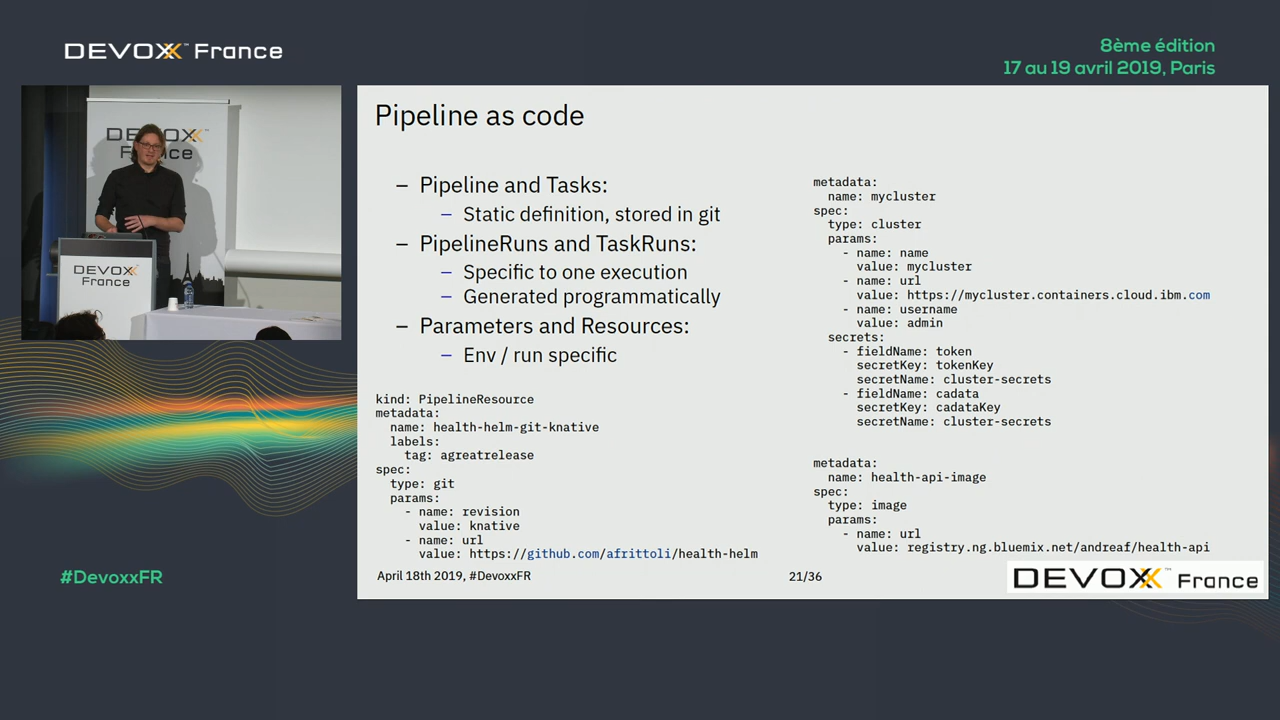 DEVOXX™ France
8ème édition
17 au 19 avril 2019, Paris
DEVOXX
France
DEVOXX
France
#DevoxxFR
Pipeline as code
– Pipeline and Tasks:
– Static definition, stored in git
– PipelineRuns and TaskRuns:
– Specific to one execution
– Generated programmatically
– Parameters and Resources:
– Env / run specific
kind: PipelineResource
metadata:
name: health-helm-git-knative
labels:
tag: agreatrelease
spec:
type: git
params:
- name: revision
value: knative
- name: url
value: https://github.com/afrittoli/health-helm
metadata:
name: mycluster
spec:
type: cluster
params:
- name: name
value: mycluster
- name: url
value: https://mycluster.containers.cloud.ibm.com
- name: username
value: admin
secrets:
- fieldName: token
secretKey: tokenKey
secretName: cluster-secrets
- fieldName: cadata
secretKey: cadataKey
secretName: cluster-secrets
metadata:
name: health-api-image
spec:
type: image
params:
- name: url
value: registry.ng.bluemix.net/andreaf/health-api
April 18th 2019, #DevoxxFR
21/36
DEVOXX™ France